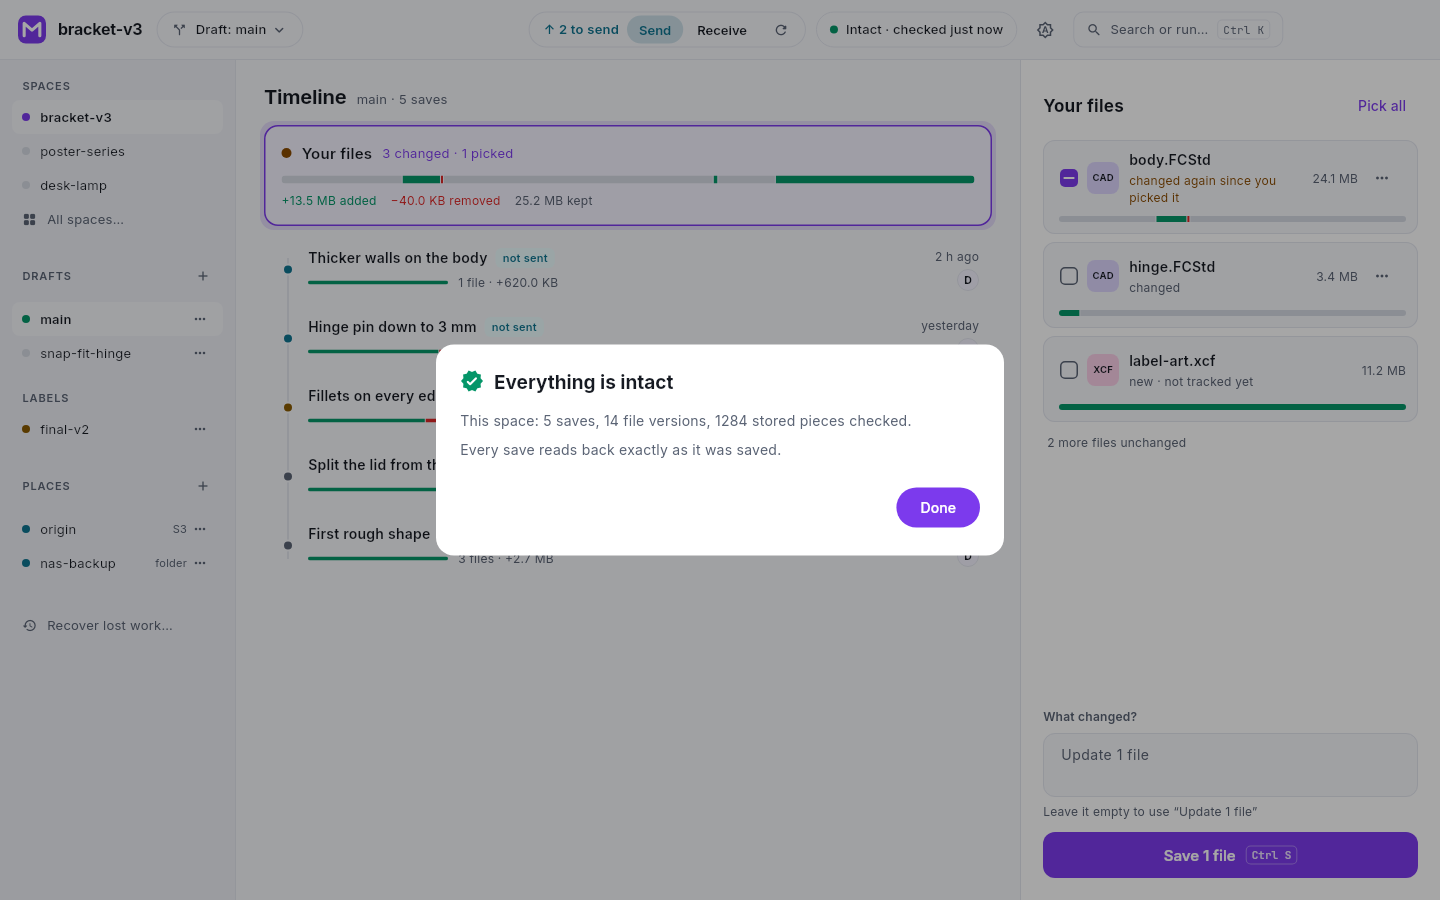 bracket-v3
Draft: main
↑ 2 to send
Send
Receive
Intact · checked just now
Search or run...
Ctrl K
SPACES
bracket-v3
poster-series
desk-lamp
All spaces...
DRAFTS
main
snap-fit-hinge
LABELS
final-v2
PLACES
origin
S3
nas-backup
folder
Recover lost work...
Timeline
main · 5 saves
Your files
3 changed · 1 picked
+13.5 MB added
−40.0 KB removed
25.2 MB kept
Thicker walls on the body
not sent
2 h ago
1 file · +620.0 KB
D
Hinge pin down to 3 mm
not sent
yesterday
Fillets on every ed
Split the lid from th
First rough shape
3 files · +2.7 MB
D
Everything is intact
This space: 5 saves, 14 file versions, 1284 stored pieces checked.
Every save reads back exactly as it was saved.
Done
Your files
Pick all
CAD
body.FCStd
changed again since you
picked it
24.1 MB
CAD
hinge.FCStd
changed
3.4 MB
XCF
label-art.xcf
new · not tracked yet
11.2 MB
2 more files unchanged
What changed?
Update 1 file
Leave it empty to use “Update 1 file”
Save 1 file
Ctrl S